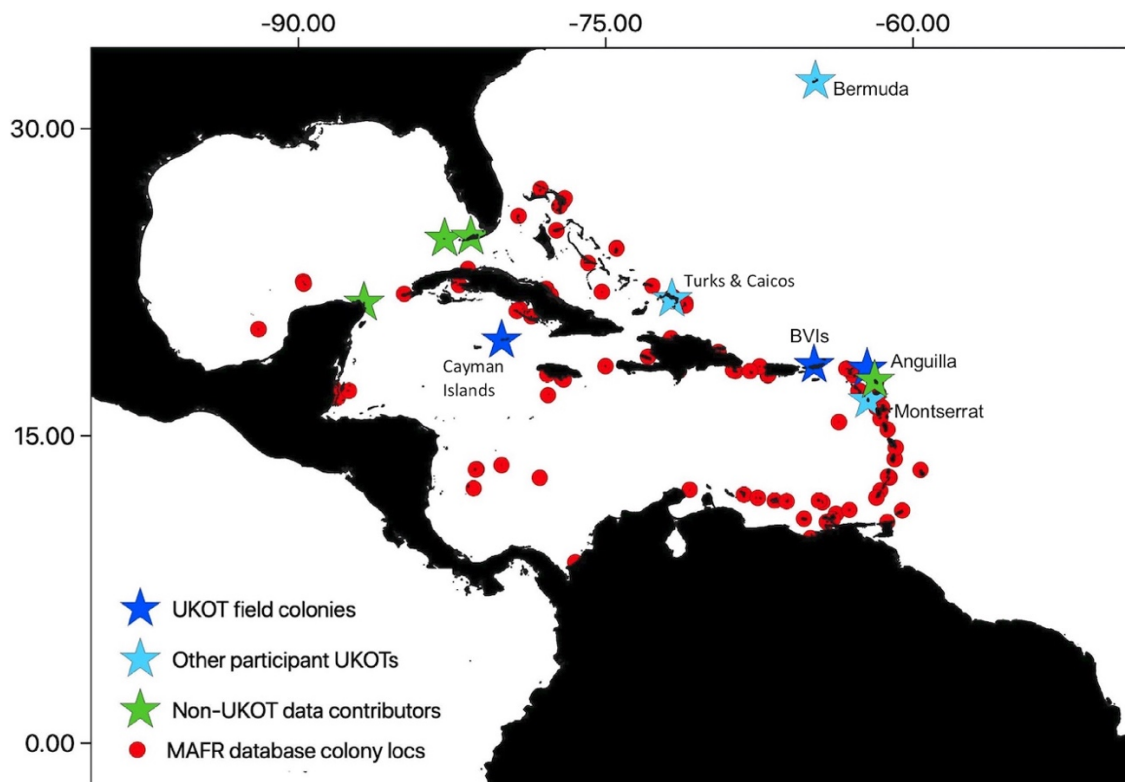 -90.00 -75.00 -60.00
Bermuda
30.00
Turks & Caicos
BVIs
Anguilla
Cayman
Islands
Montserrat
15.00
UKOT field colonies
Other participant UKOTs
Non-UKOT data contributors
MAFR database colony locs
0.00